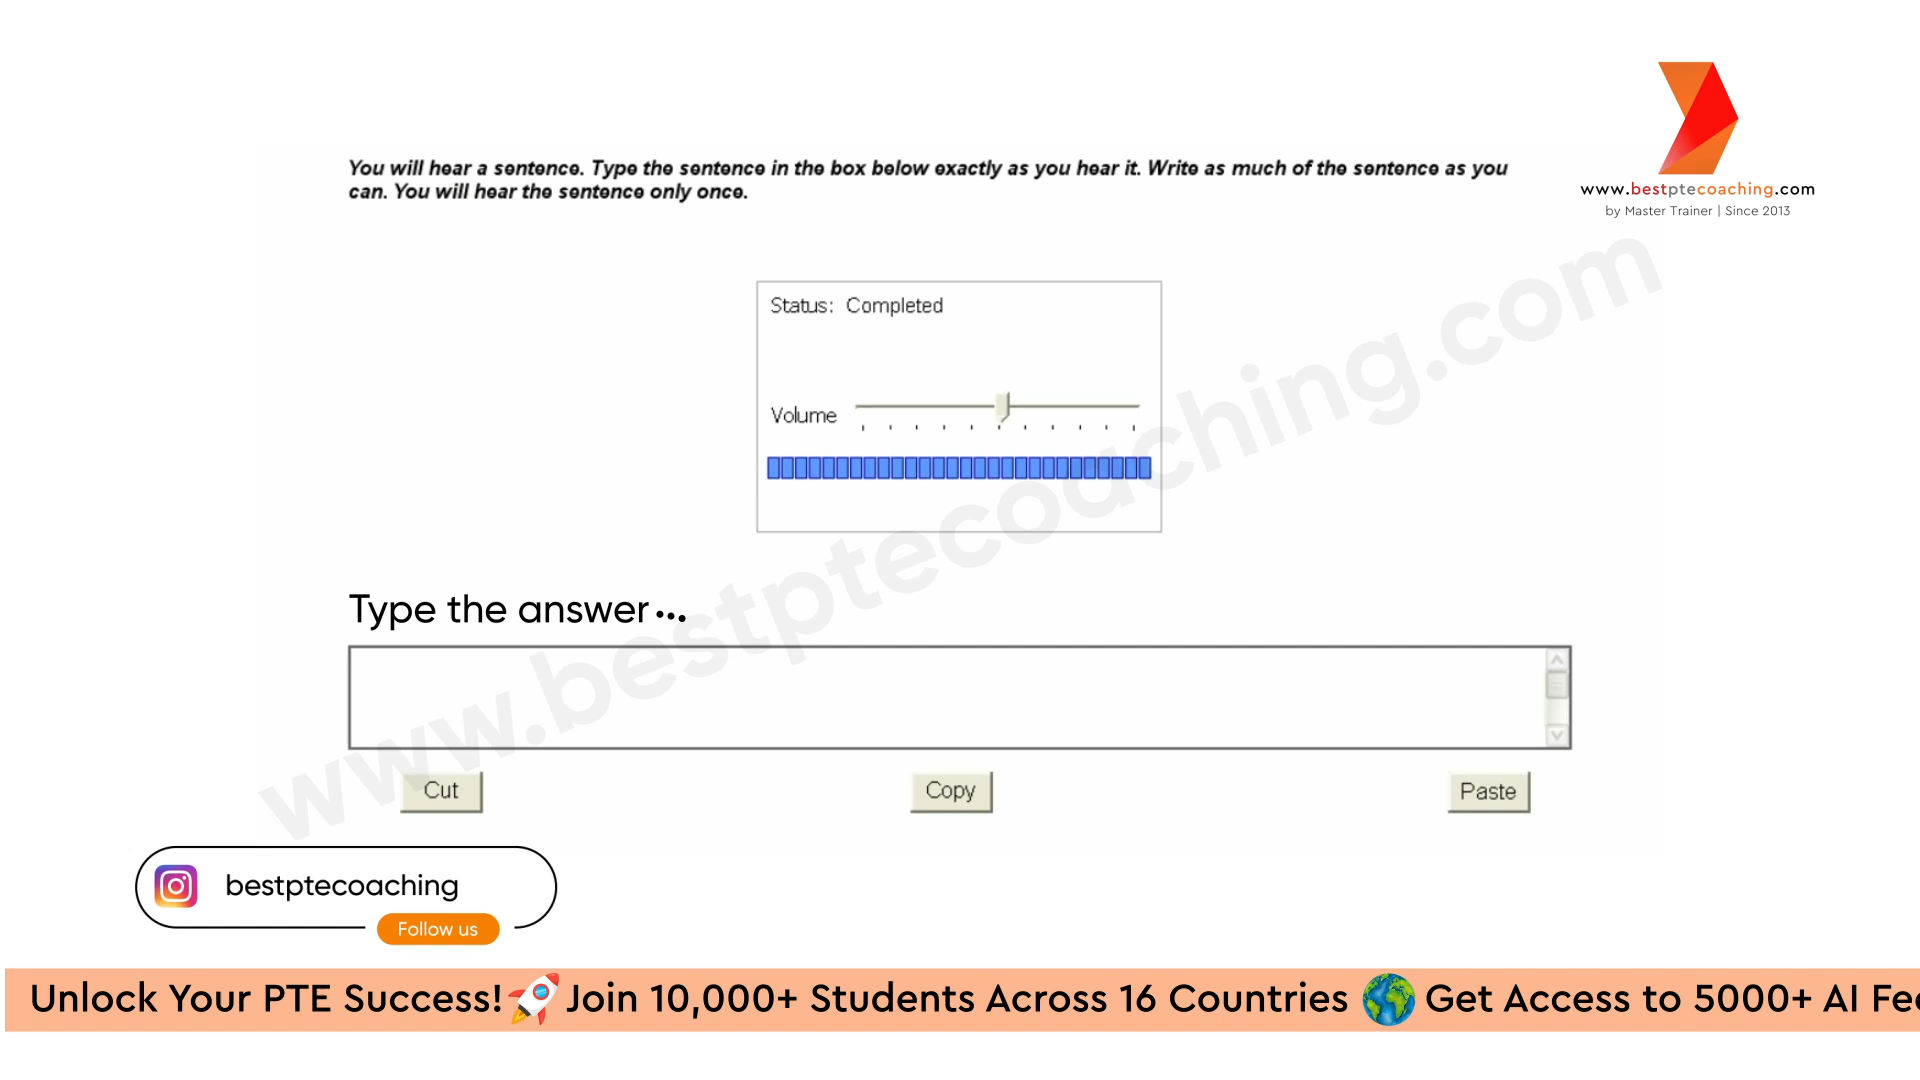 You will hear a sentence. Type the sentence in the box below exactly as you hear it. Write as much of the sentence as you
can. You will hear the sentence only once.
www.bestptecoaching.com
by Master Trainer | Since 2013
Status: Completed
Volume
www.bestptecoaching.com
Type the answer...
Cut
Copy
Paste
bestptecoaching
Follow us
Unlock Your PTE Success!🚀 Join 10,000+ Students Across 16 Countries 🌍 Get Access to 5000+ AI